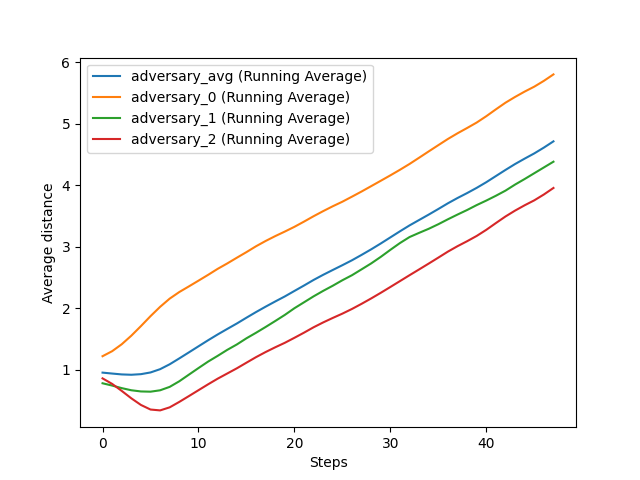 adversary_avg (Running Average)
adversary_0 (Running Average)
adversary_1 (Running Average)
adversary_2 (Running Average)
6
5
4
3
2
1
Average distance
0 10 20 30 40
Steps